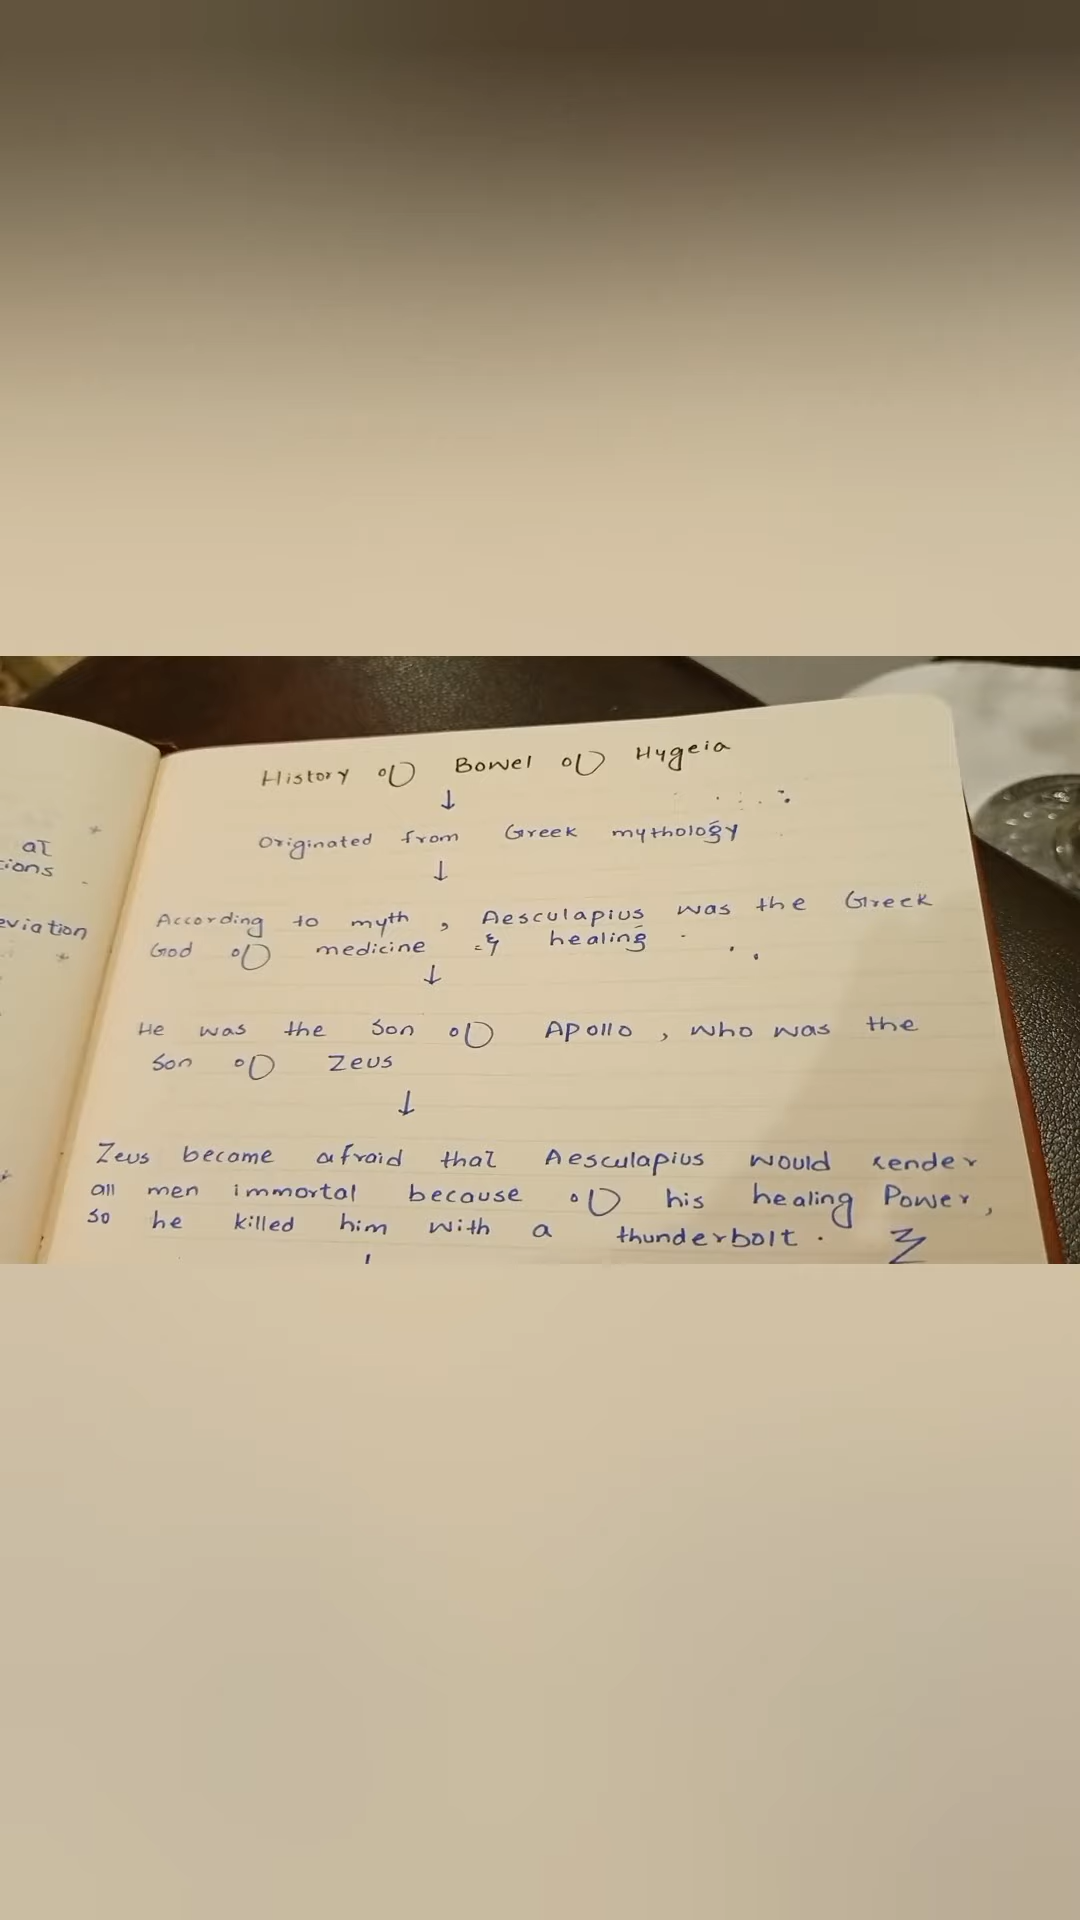 History of Bowel of Hygeia
↓
Originated from Greek mythology
↓
According to myth, Aesculapius was the Greek
God of medicine & healing.
↓
He was the son of Apollo, who was the
son of Zeus
↓
Zeus became afraid that Aesculapius would render
all men immortal because of his healing Power,
so he killed him with a thunderbolt.
at
eviation